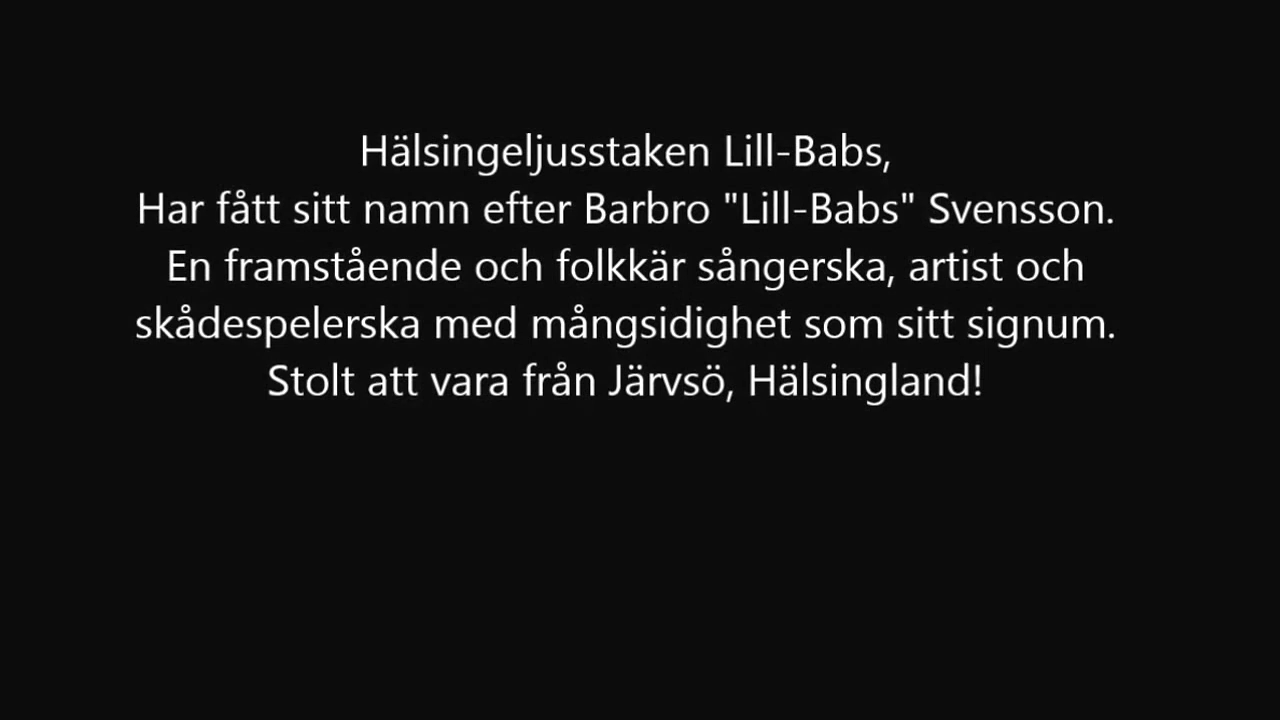 Hälsingeljusstaken Lill-Babs,
Har fått sitt namn efter Barbro "Lill-Babs" Svensson.
En framstående och folkkär sångerska, artist och
skådespelerska med mångsidighet som sitt signum.
Stolt att vara från Järvsö, Hälsingland!